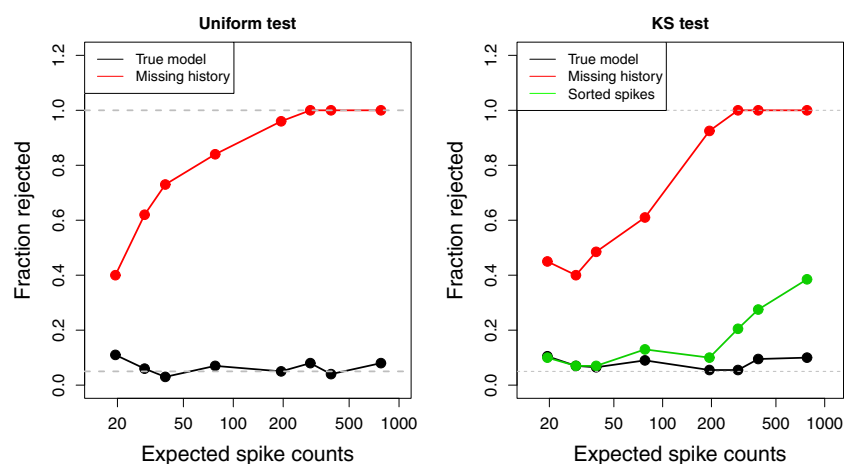 Uniform test
True model
Missing history
Fraction rejected
1.2
1.0
0.8
0.6
0.4
0.2
0.0
20 50 100 200 500 1000
Expected spike counts
KS test
True model
Missing history
Sorted spikes
Fraction rejected
1.2
1.0
0.8
0.6
0.4
0.2
0.0
20 50 100 200 500 1000
Expected spike counts